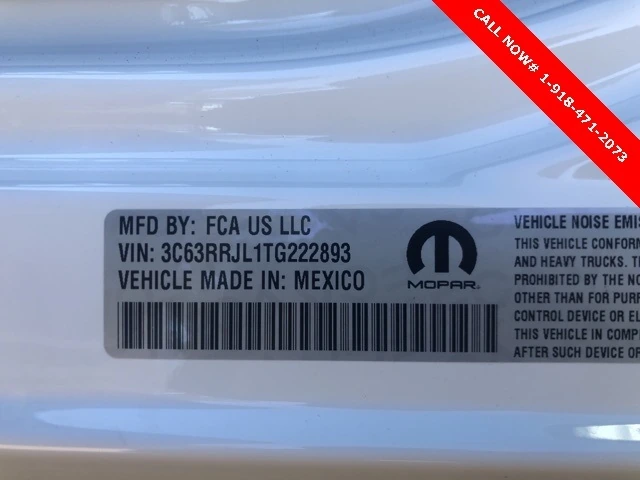 CALL NOW# 1-918-471-2073
MFD BY: FCA US LLC
VIN: 3C63RRJL1TG222893
VEHICLE MADE IN: MEXICO
MOPAR
VEHICLE NOISE EMIS
THIS VEHICLE CONFORM
AND HEAVY TRUCKS. T
PROHIBITED BY THE NO
OTHER THAN FOR PURP
CONTROL DEVICE OR EL
THIS VEHICLE IN COMP
AFTER SUCH DEVICE OR